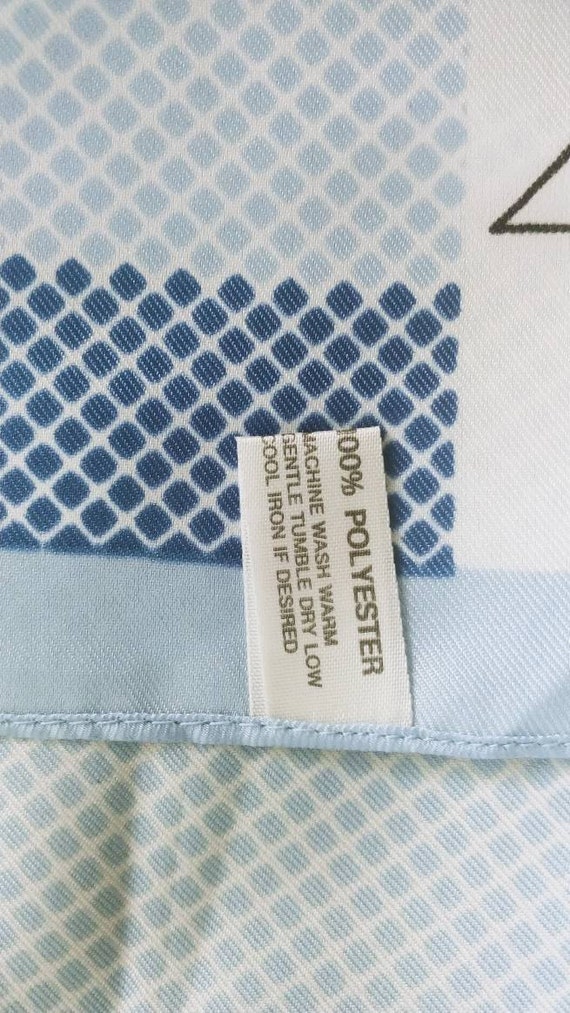 100% POLYESTER
MACHINE WASH WARM
GENTLE TUMBLE DRY LOW
COOL IRON IF DESIRED